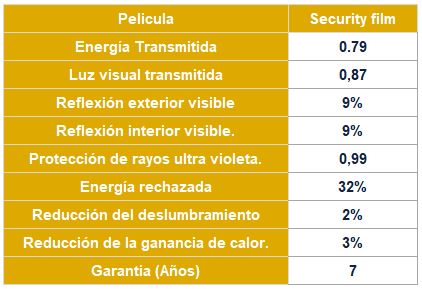 Pelicula Security film
Energía Transmitida 0.79
Luz visual transmitida 0,87
Reflexión exterior visible 9%
Reflexión interior visible. 9%
Protección de rayos ultra violeta. 0,99
Energía rechazada 32%
Reducción del deslumbramiento 2%
Reducción de la ganancia de calor. 3%
Garantia (Años) 7